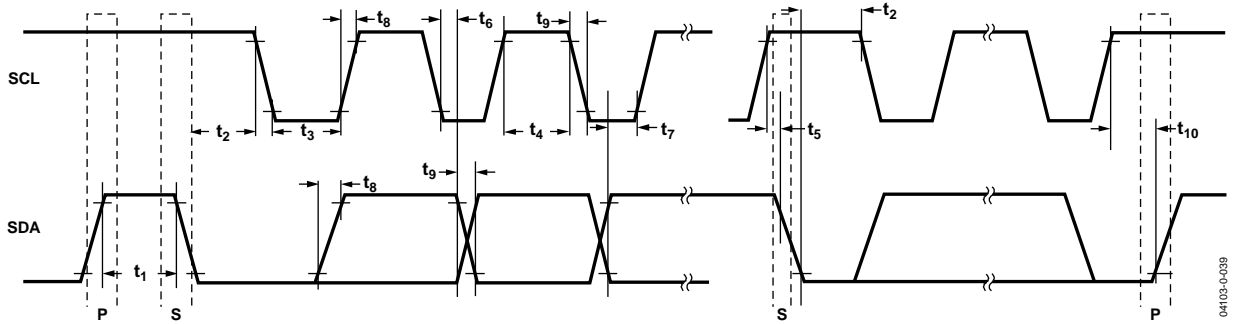 t8 t6 t9 t2
SCL
t2 t3 t4 t7 t5 t10
t9
t8
SDA
t1
P S S P
04103-0-039